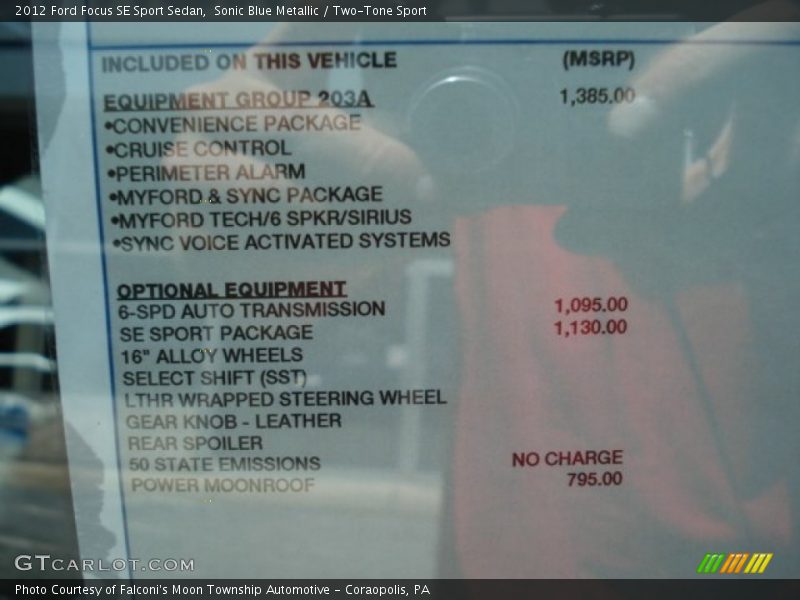 2012 Ford Focus SE Sport Sedan, Sonic Blue Metallic / Two-Tone Sport
INCLUDED ON THIS VEHICLE (MSRP)
EQUIPMENT GROUP 203A 1,385.00
•CONVENIENCE PACKAGE
•CRUISE CONTROL
•PERIMETER ALARM
•MYFORD & SYNC PACKAGE
•MYFORD TECH/6 SPKR/SIRIUS
•SYNC VOICE ACTIVATED SYSTEMS
OPTIONAL EQUIPMENT
6-SPD AUTO TRANSMISSION 1,095.00
SE SPORT PACKAGE 1,130.00
16" ALLOY WHEELS
SELECT SHIFT (SST)
LTHR WRAPPED STEERING WHEEL
GEAR KNOB - LEATHER
REAR SPOILER
50 STATE EMISSIONS NO CHARGE
POWER MOONROOF 795.00
GTcarlot.com
Photo Courtesy of Falconi's Moon Township Automotive - Coraopolis, PA